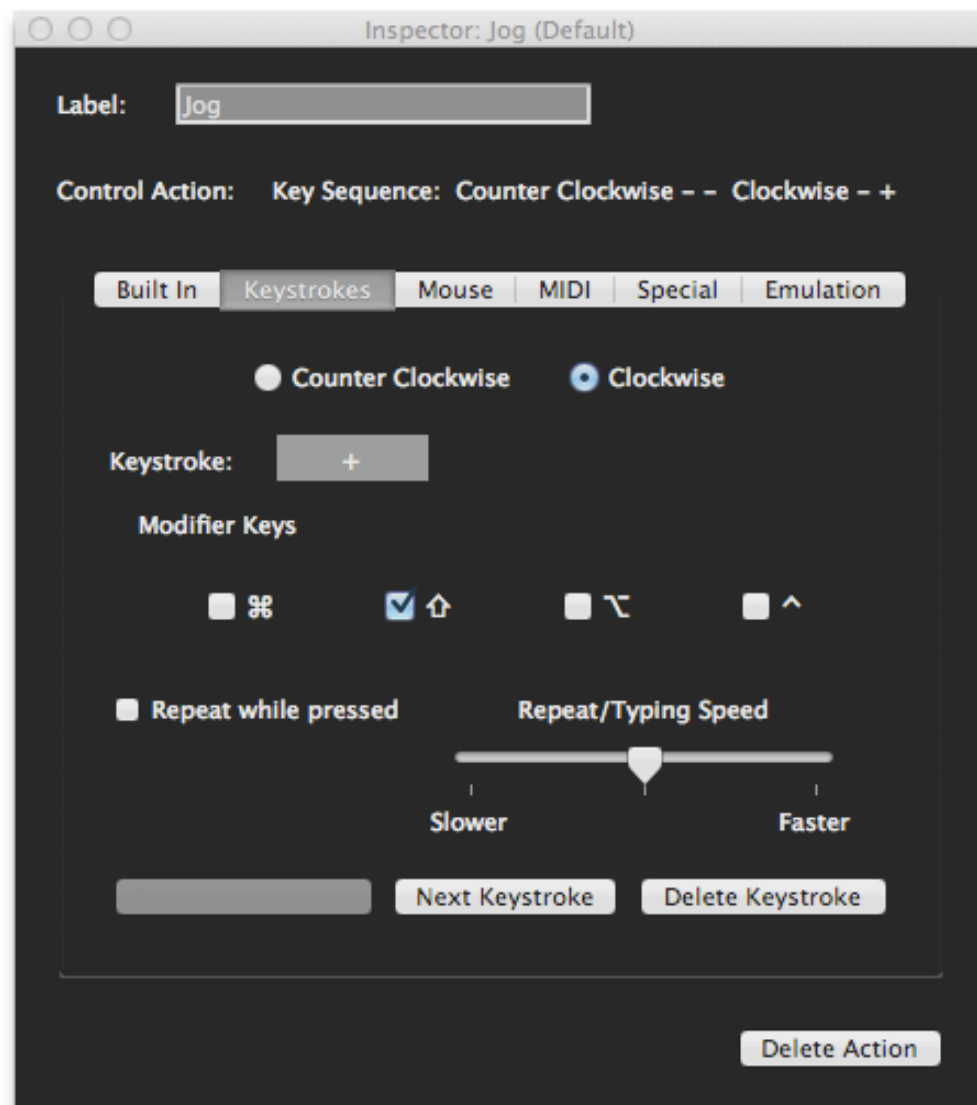 Inspector: Jog (Default)
Label: Jog
Control Action: Key Sequence: Counter Clockwise – – Clockwise – +
Built In Keystrokes Mouse MIDI Special Emulation
Counter Clockwise Clockwise
Keystroke: +
Modifier Keys
⌘ ⇧ ⌥ ^
Repeat while pressed Repeat/Typing Speed
Slower Faster
Next Keystroke Delete Keystroke
Delete Action